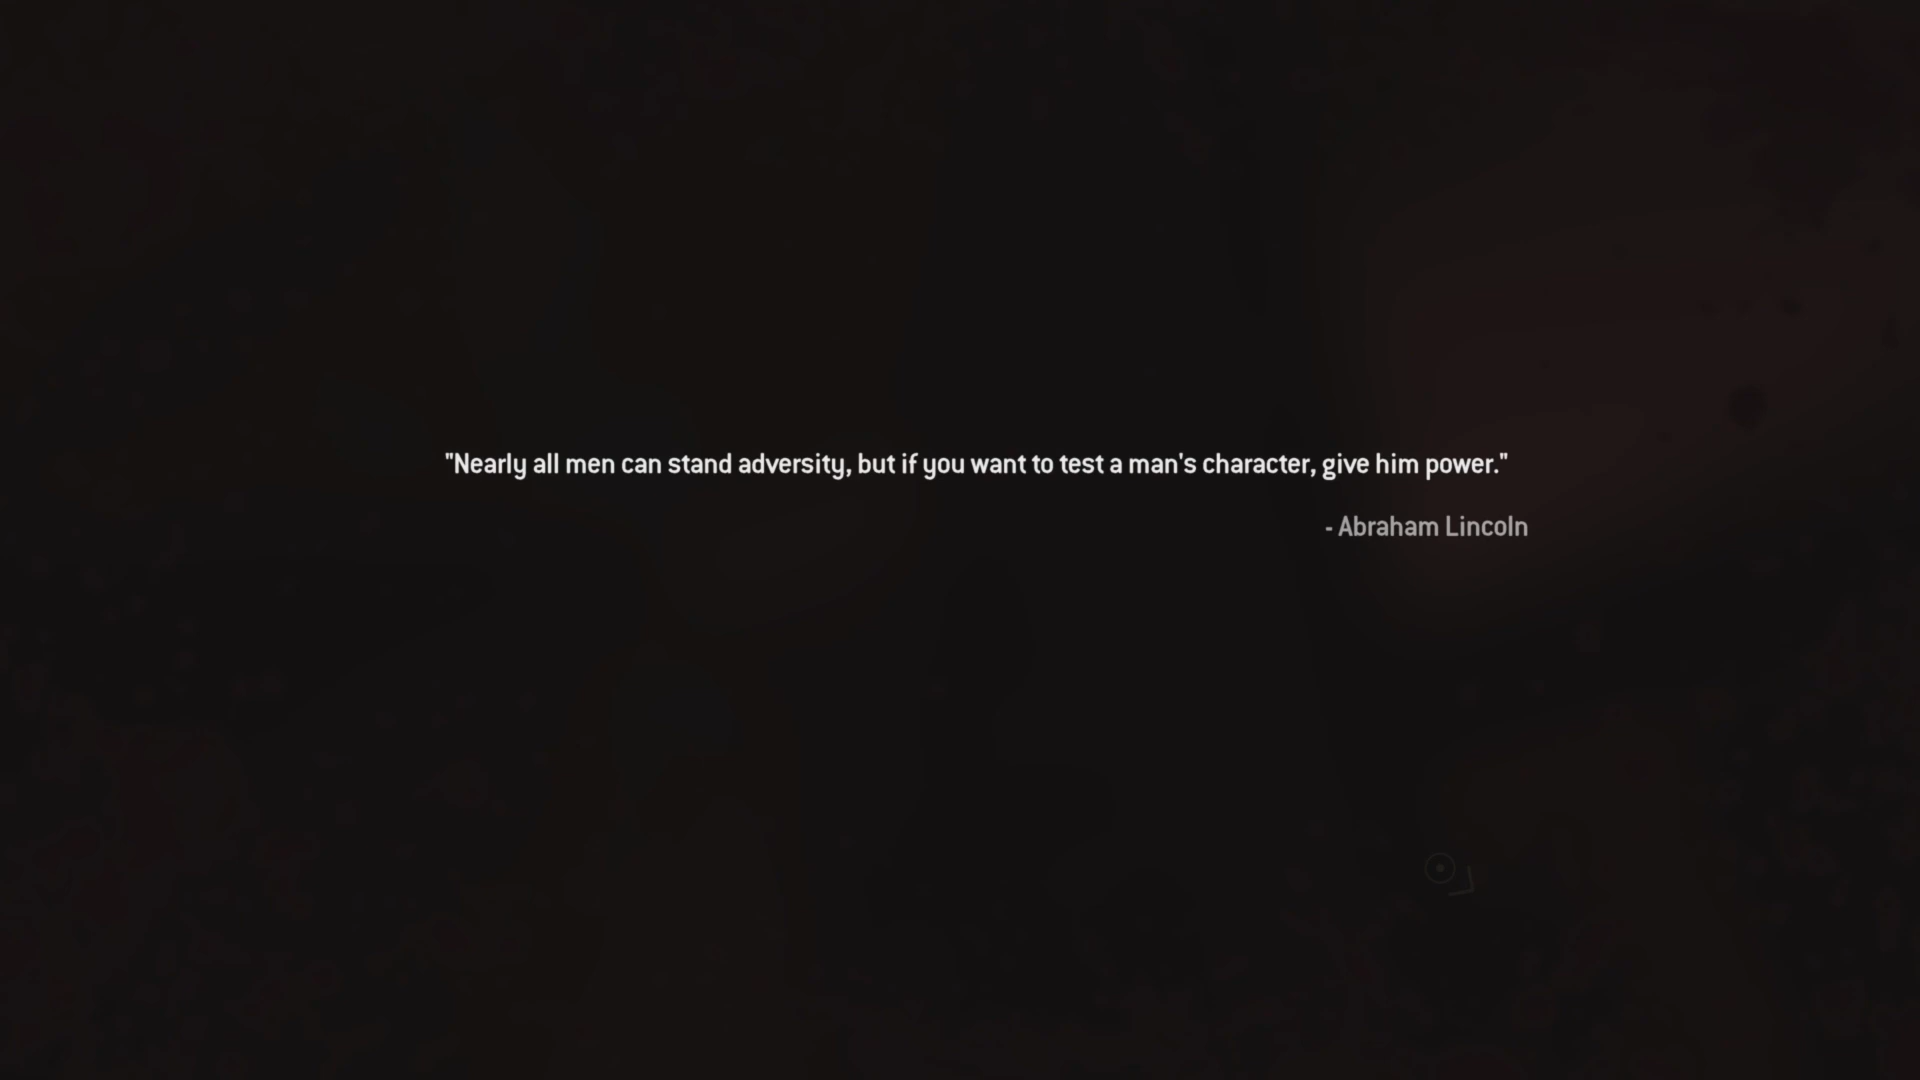 "Nearly all men can stand adversity, but if you want to test a man's character, give him power."
- Abraham Lincoln